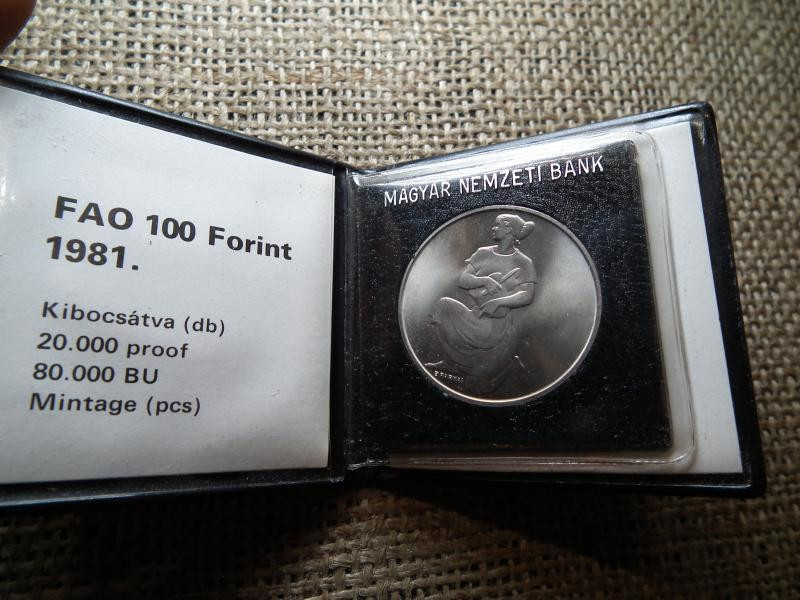 FAO 100 Forint
1981.
Kibocsátva (db)
20.000 proof
80.000 BU
Mintage (pcs)
MAGYAR NEMZETI BANK